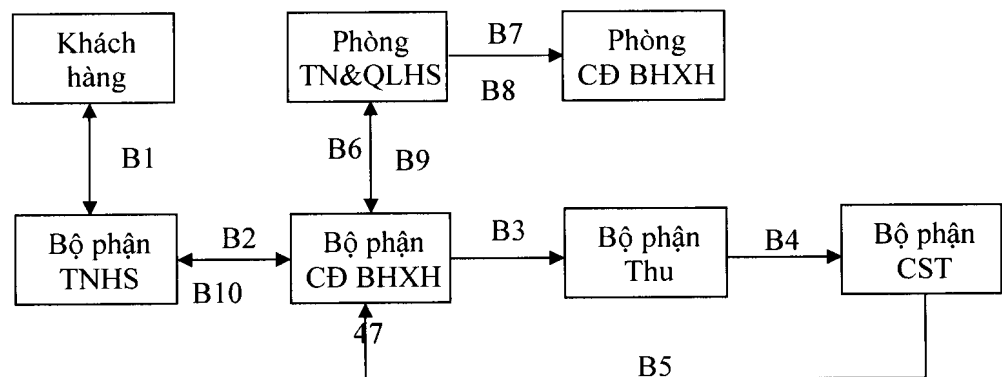 Khách
hàng
Phòng
TN&QLHS
B7
B8
Phòng
CĐ BHXH
B1
B6
B9
Bộ phận
TNHS
B2
B10
Bộ phận
CĐ BHXH
B3
Bộ phận
Thu
B4
Bộ phận
CST
47
B5